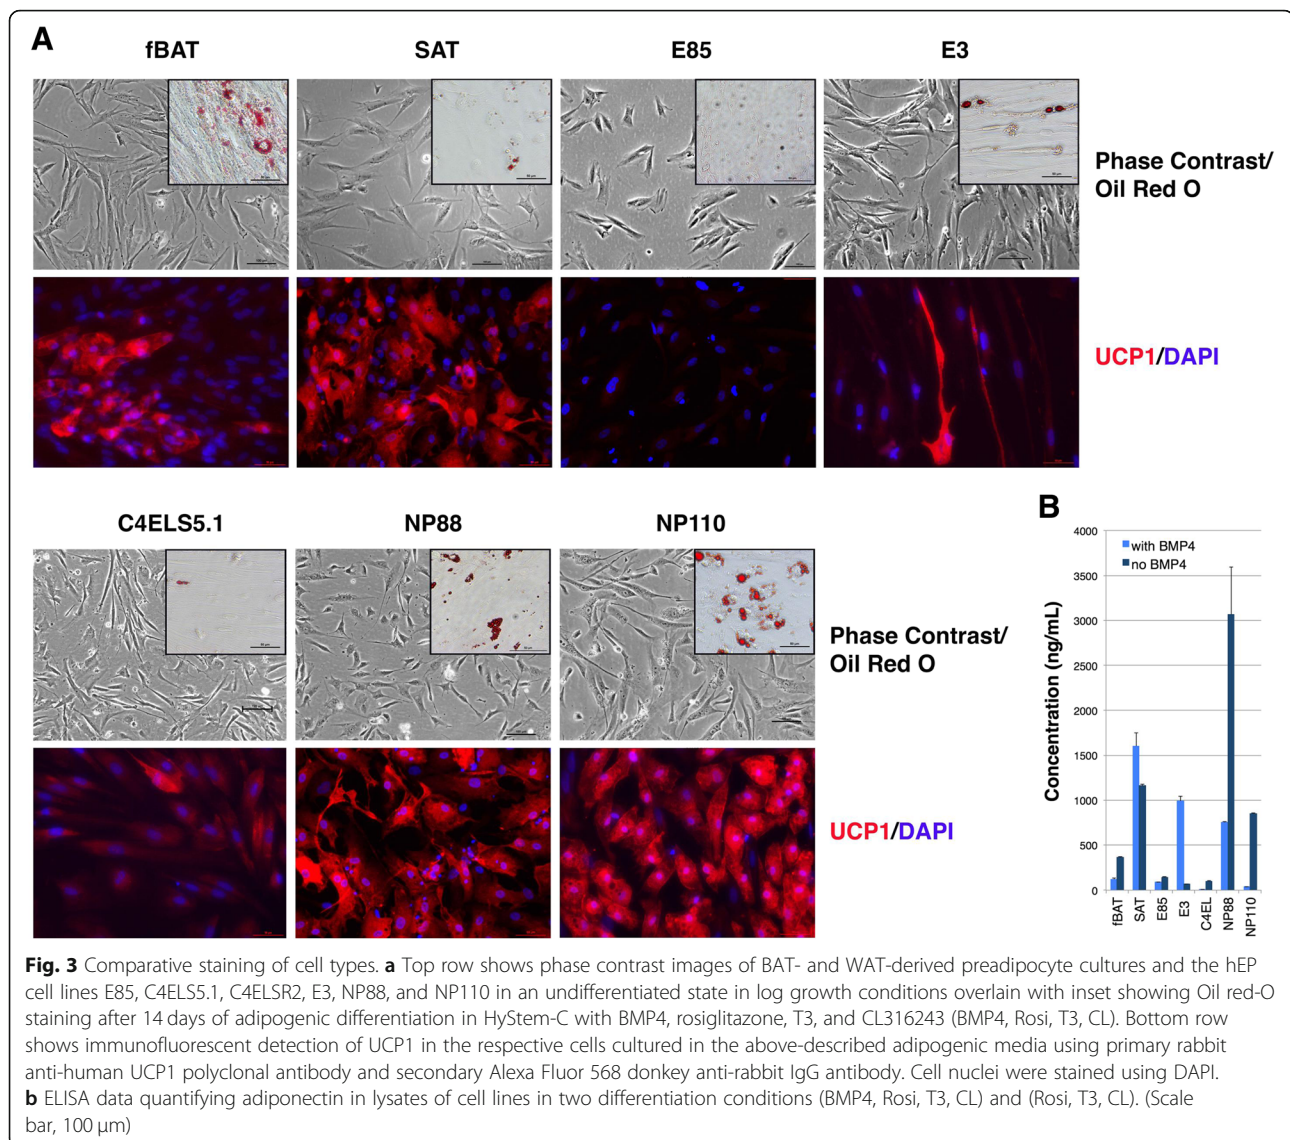 A
fBAT
SAT
E85
E3
Phase Contrast/
Oil Red O
UCP1/DAPI
C4ELS5.1
NP88
NP110
Phase Contrast/
Oil Red O
UCP1/DAPI
B
with BMP4
no BMP4
Concentration (ng/mL)
4000
3500
3000
2500
2000
1500
1000
500
0
fBAT
SAT
E85
E3
C4EL
NP88
NP110
Fig. 3 Comparative staining of cell types. a Top row shows phase contrast images of BAT- and WAT-derived preadipocyte cultures and the hEP
cell lines E85, C4ELS5.1, C4ELSR2, E3, NP88, and NP110 in an undifferentiated state in log growth conditions overlain with inset showing Oil red-O
staining after 14 days of adipogenic differentiation in HyStem-C with BMP4, rosiglitazone, T3, and CL316243 (BMP4, Rosi, T3, CL). Bottom row
shows immunofluorescent detection of UCP1 in the respective cells cultured in the above-described adipogenic media using primary rabbit
anti-human UCP1 polyclonal antibody and secondary Alexa Fluor 568 donkey anti-rabbit IgG antibody. Cell nuclei were stained using DAPI.
b ELISA data quantifying adiponectin in lysates of cell lines in two differentiation conditions (BMP4, Rosi, T3, CL) and (Rosi, T3, CL). (Scale
bar, 100 μm)